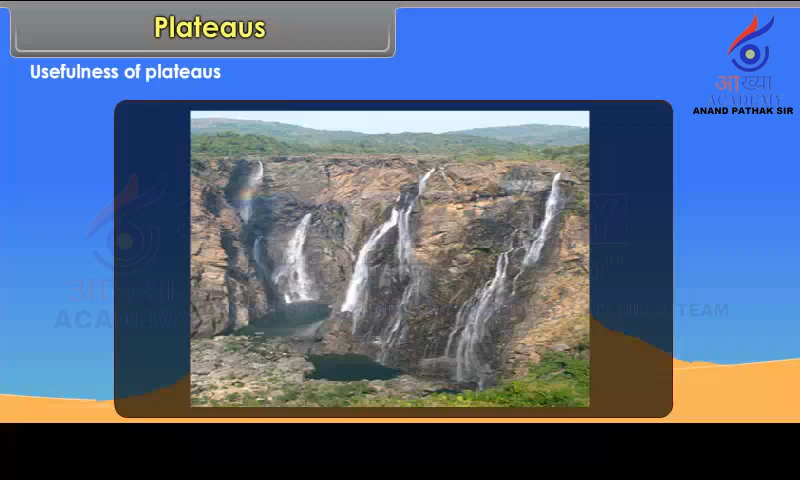 Plateaus
Usefulness of plateaus
आख्या
ACADEMY
ANAND PATHAK SIR